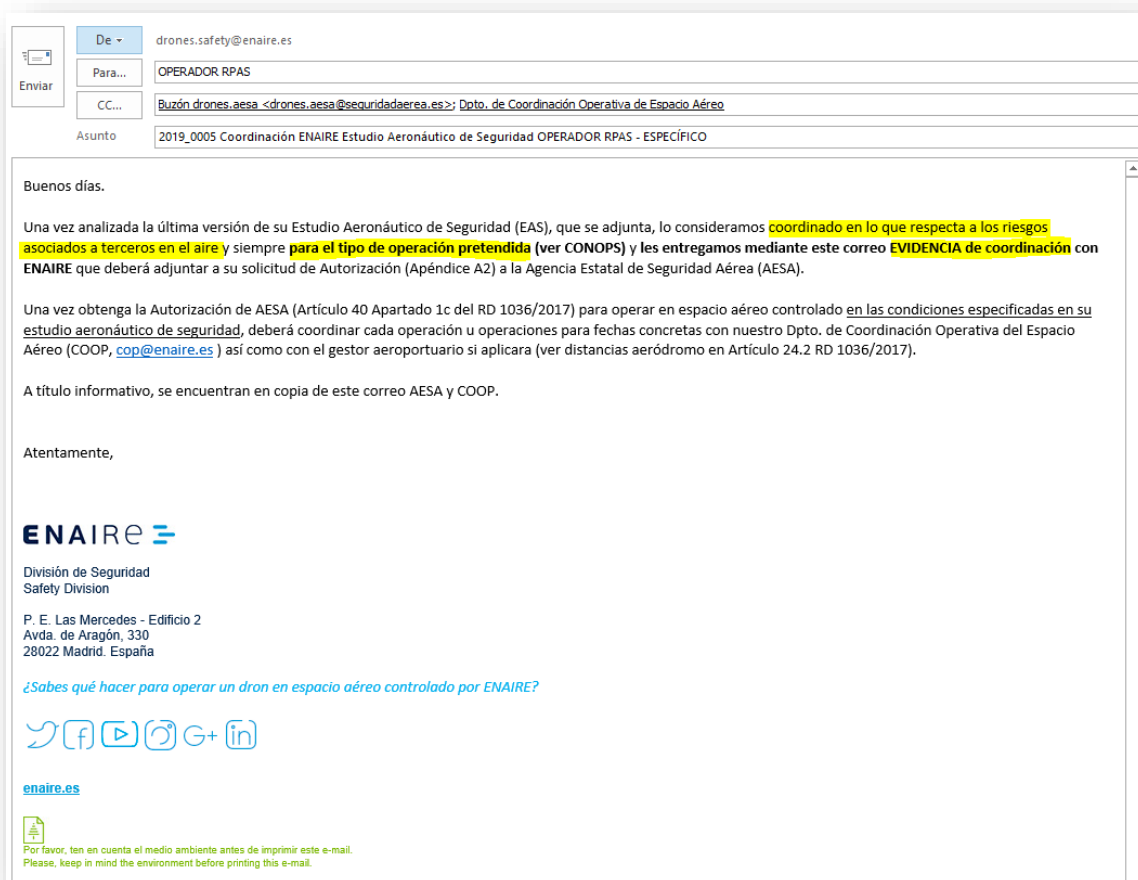 De
drones.safety@enaire.es
Enviar
Para...
OPERADOR RPAS
CC...
Buzón drones.aesa <drones.aesa@seguridadaerea.es>; Dpto. de Coordinación Operativa de Espacio Aéreo
Asunto
2019_0005 Coordinación ENAIRE Estudio Aeronáutico de Seguridad OPERADOR RPAS - ESPECÍFICO
Buenos días.
Una vez analizada la última versión de su Estudio Aeronáutico de Seguridad (EAS), que se adjunta, lo consideramos coordinado en lo que respecta a los riesgos
asociados a terceros en el aire y siempre para el tipo de operación pretendida (ver CONOPS) y les entregamos mediante este correo EVIDENCIA de coordinación con
ENAIRE que deberá adjuntar a su solicitud de Autorización (Apéndice A2) a la Agencia Estatal de Seguridad Aérea (AESA).
Una vez obtenga la Autorización de AESA (Artículo 40 Apartado 1c del RD 1036/2017) para operar en espacio aéreo controlado en las condiciones especificadas en su
estudio aeronáutico de seguridad, deberá coordinar cada operación u operaciones para fechas concretas con nuestro Dpto. de Coordinación Operativa del Espacio
Aéreo (COOP, cop@enaire.es ) así como con el gestor aeroportuario si aplicara (ver distancias aeródromo en Artículo 24.2 RD 1036/2017).
A título informativo, se encuentran en copia de este correo AESA y COOP.
Atentamente,
ENAIRe
División de Seguridad
Safety Division
P. E. Las Mercedes - Edificio 2
Avda. de Aragón, 330
28022 Madrid. España
¿Sabes qué hacer para operar un dron en espacio aéreo controlado por ENAIRE?
f G+ in
enaire.es
Por favor, ten en cuenta el medio ambiente antes de imprimir este e-mail.
Please, keep in mind the environment before printing this e-mail.